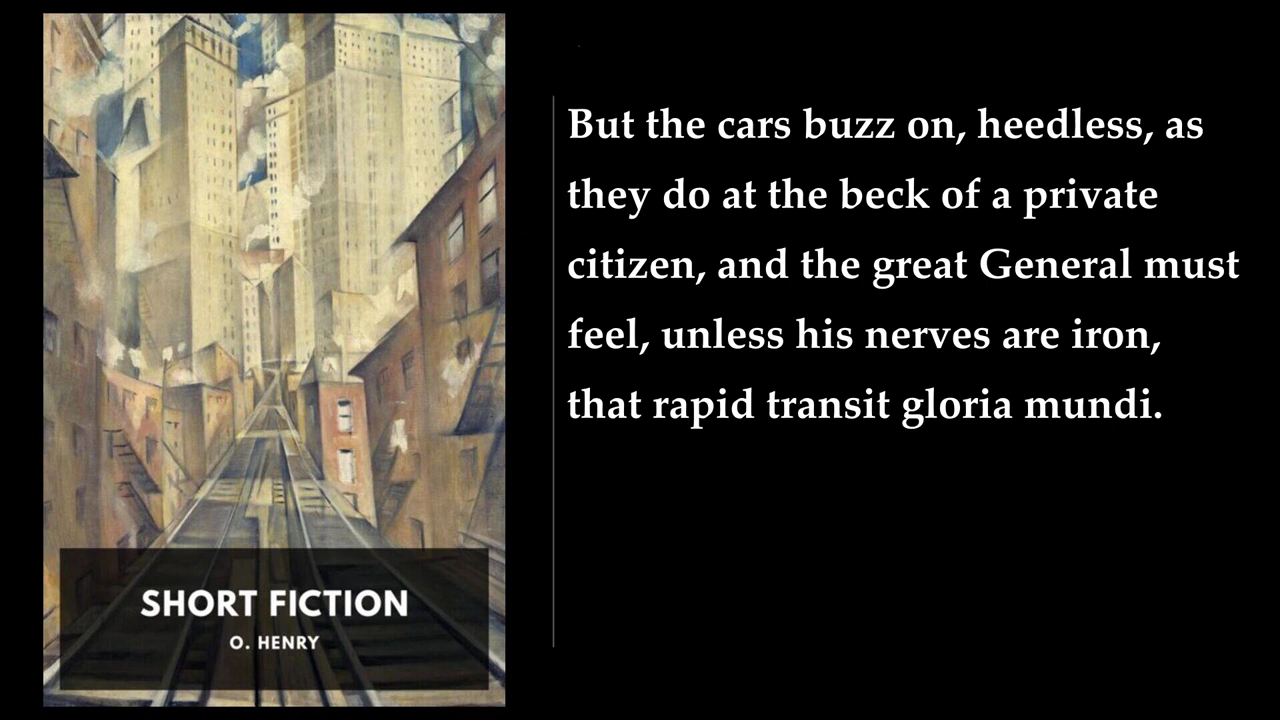 But the cars buzz on, heedless, as
they do at the beck of a private
citizen, and the great General must
feel, unless his nerves are iron,
that rapid transit gloria mundi.
SHORT FICTION
O. HENRY